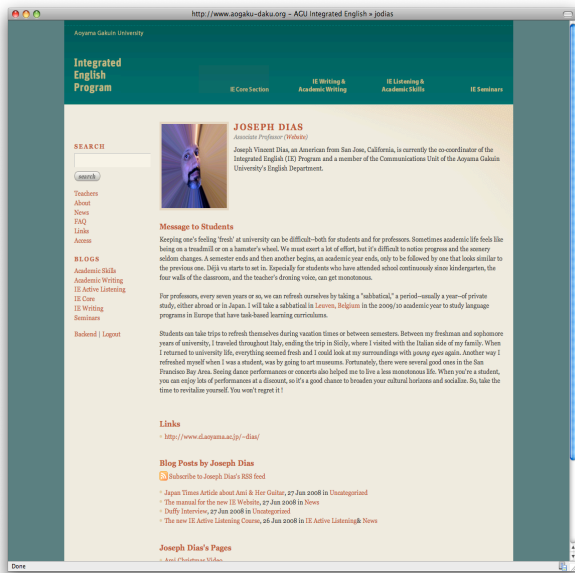 http://www.aogaku-daku.org – AGU Integrated English » jodias
Aoyama Gakuin University
Integrated
English
Program
IE Core Section
IE Writing &
Academic Writing
IE Listening &
Academic Skills
IE Seminars
SEARCH
search
Teachers
About
News
FAQ
Links
Access
BLOGS
Academic Skills
Academic Writing
IE Active Listening
IE Core
IE Writing
Seminars
Backend | Logout
JOSEPH DIAS
Associate Professor (Website)
Joseph Vincent Dias, an American from San Jose, California, is currently the co-coordinator of the
Integrated English (IE) Program and a member of the Communications Unit of the Aoyama Gakuin
University's English Department.
Message to Students
Keeping one's feeling 'fresh' at university can be difficult–both for students and for professors. Sometimes academic life feels like
being on a treadmill or on a hamster's wheel. We must exert a lot of effort, but it's difficult to notice progress and the scenery
seldom changes. A semester ends and then another begins, an academic year ends, only to be followed by one that looks similar to
the previous one. Déjà vu starts to set in. Especially for students who have attended school continuously since kindergarten, the
four walls of the classroom, and the teacher's droning voice, can get old.
For professors, every seven years or so, we can refresh ourselves by taking a "sabbatical," a period–usually a year–of private
study, either abroad or in Japan. I will take a sabbatical in Leuven, Belgium in the 2009/10 academic year to study language
programs in Europe that have task-based learning curriculums.
Students can take trips to refresh themselves during vacation times or between semesters. Between my freshman and sophomore
years of university, I traveled throughout Italy, ending the trip in Sicily, where I visited with the Italian side of my family. When
I returned to university life, everything seemed fresh and I could look at my surroundings with young eyes again. Another way I
refreshed myself when I was a student, was by going to art museums. Fortunately, there were several good ones in the San
Francisco Bay Area. Seeing dance performances or concerts also helped me to live a less monotonous life. When you're a student,
you can enjoy lots of performances at a discount, so it's a good chance to broaden your cultural horizons and socialize. So, take the
time to revitalize yourself. You won't regret it !
Links
http://www.cl.aoyama.ac.jp/~dias/
Blog Posts by Joseph Dias
Subscribe to Joseph Dias's RSS feed
Japan Times Article about Ami & Her Guitar, 27 Jun 2008 in Uncategorized
The manual for the new IE Website, 27 Jun 2008 in News
Duffy Interview, 27 Jun 2008 in Uncategorized
The new IE Active Listening Course, 26 Jun 2008 in IE Active Listening& News
Joseph Dias's Pages
Ami Christmas Video
Done